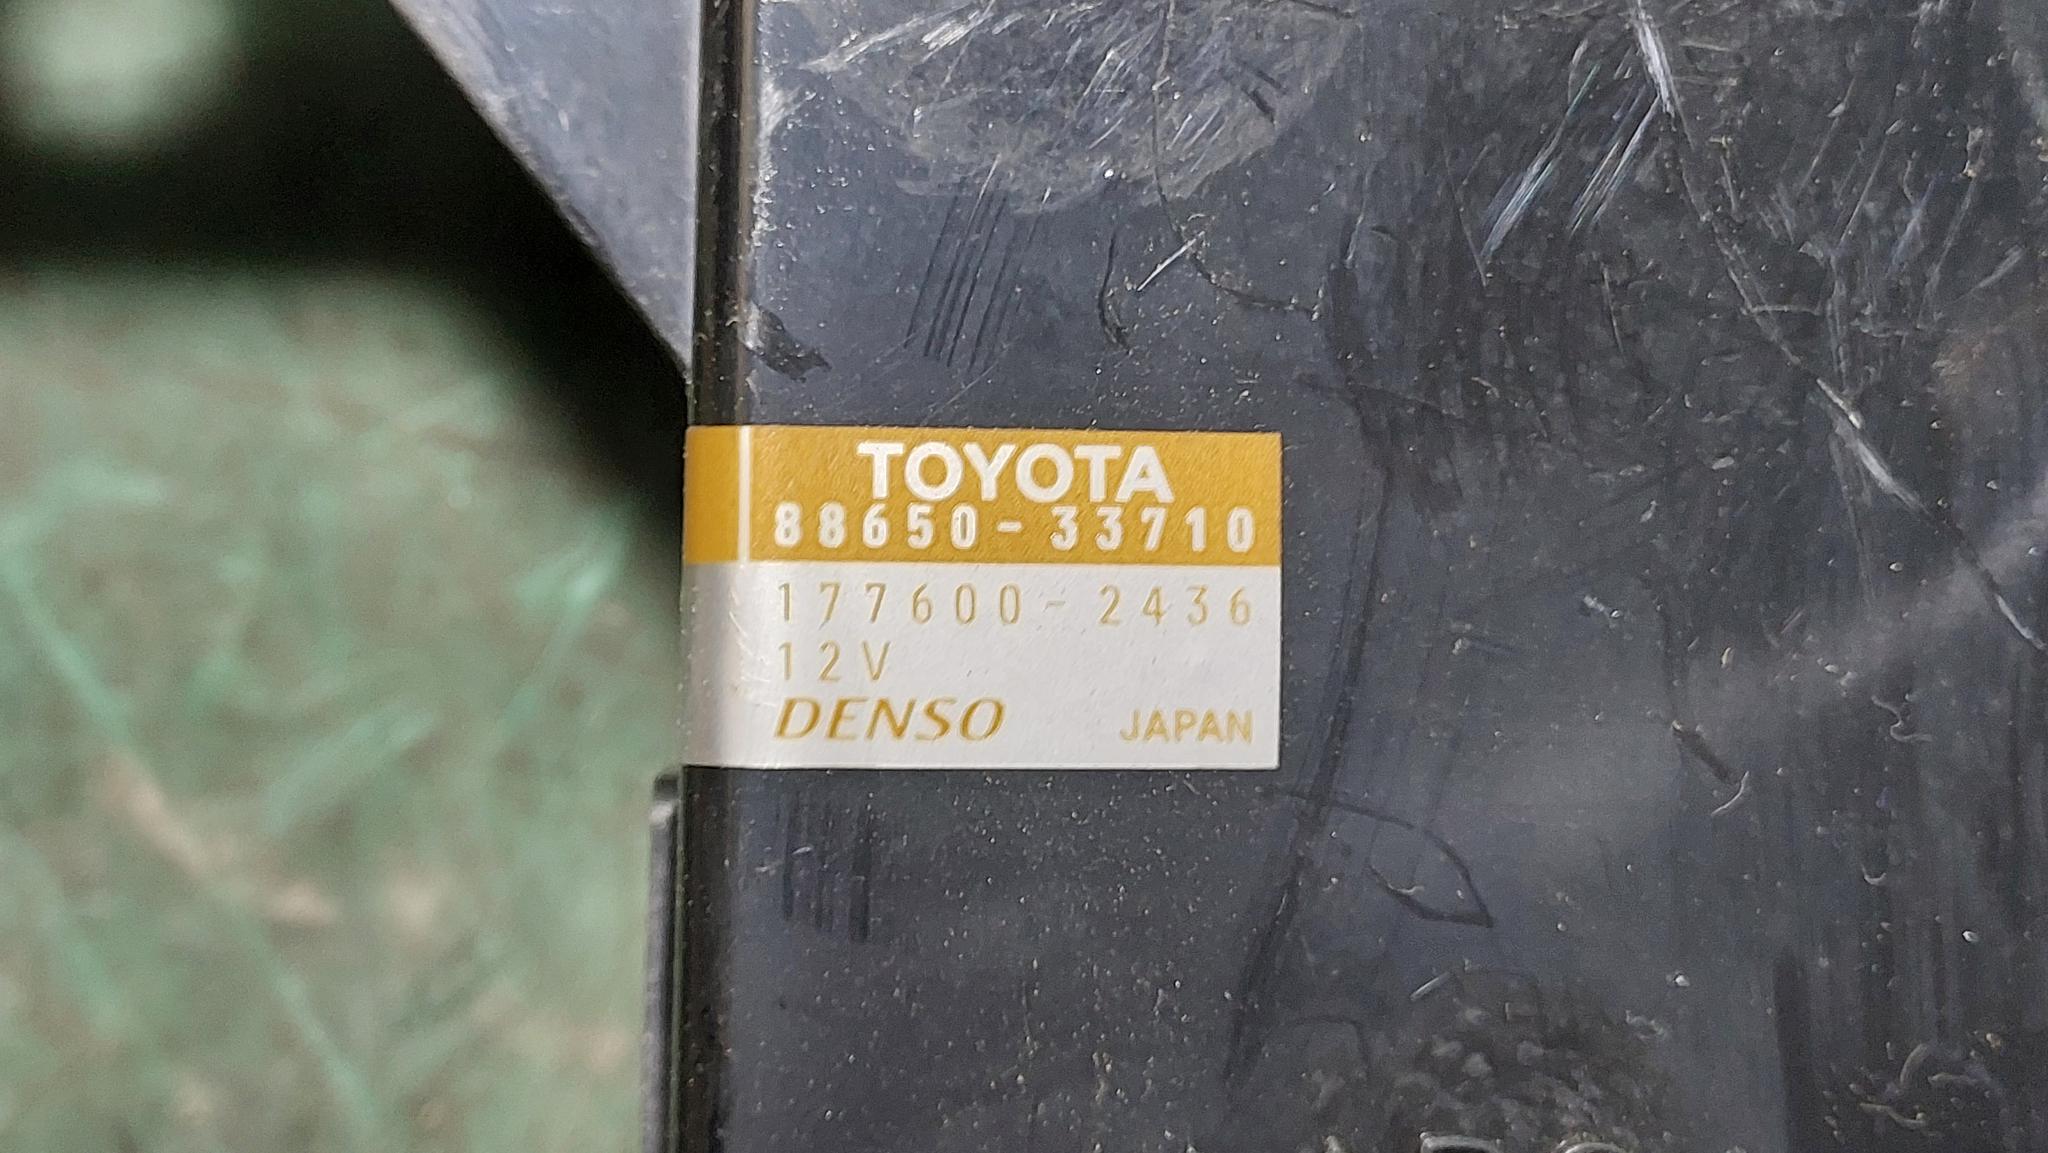 TOYOTA
88650-33710
177600-2436
12V
DENSO JAPAN